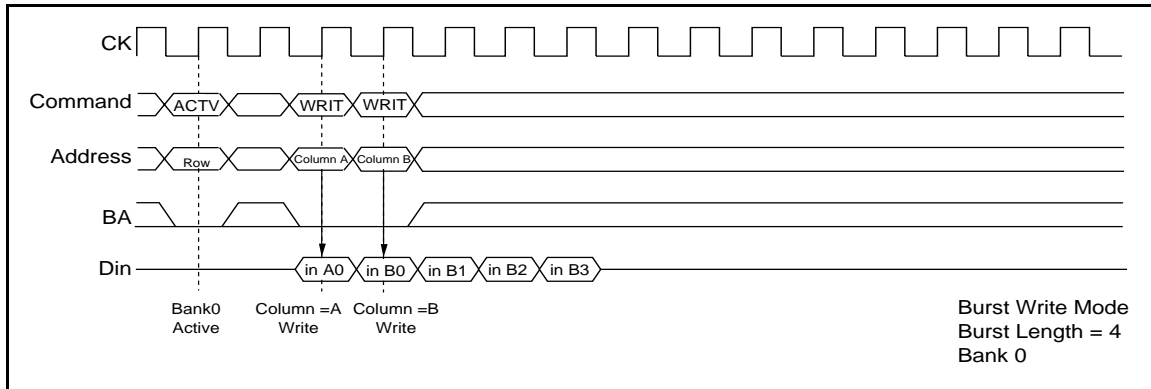 CK
Command ACTV WRIT WRIT
Address Row Column A Column B
BA
Din in A0 in B0 in B1 in B2 in B3
Bank0 Column =A Column =B
Active Write Write
Burst Write Mode
Burst Length = 4
Bank 0